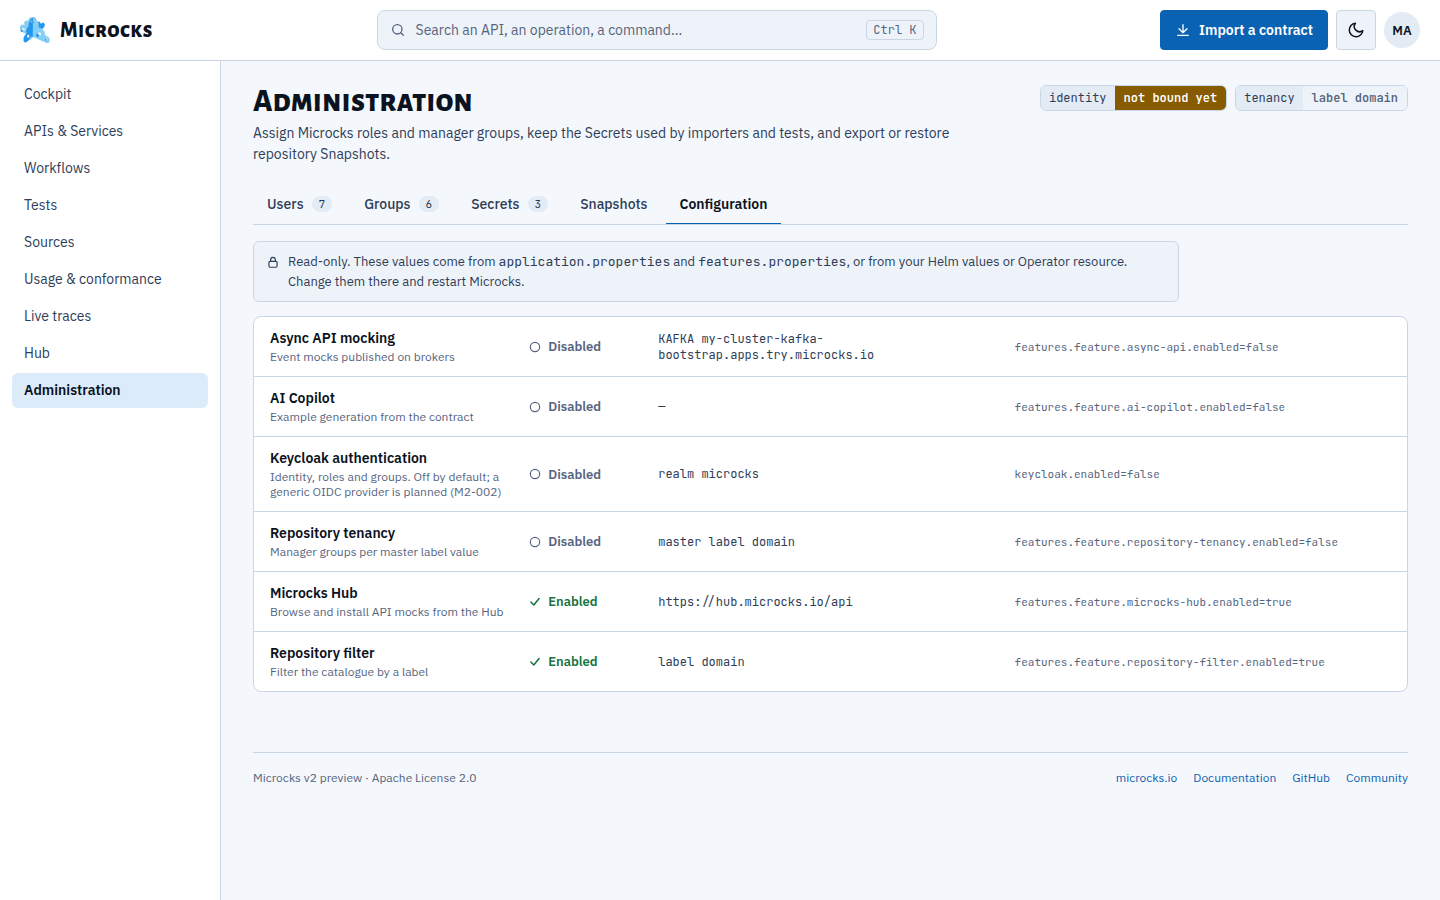 Microcks
Search an API, an operation, a command...
Ctrl K
Import a contract
MA
Cockpit
APIs & Services
Workflows
Tests
Sources
Usage & conformance
Live traces
Hub
Administration
Administration
identity not bound yet
tenancy label domain
Assign Microcks roles and manager groups, keep the Secrets used by importers and tests, and export or restore
repository Snapshots.
Users 7
Groups 6
Secrets 3
Snapshots
Configuration
Read-only. These values come from application.properties and features.properties, or from your Helm values or Operator resource.
Change them there and restart Microcks.
Async API mocking
Event mocks published on brokers
Disabled
KAFKA my-cluster-kafka-
bootstrap.apps.try.microcks.io
features.feature.async-api.enabled=false
AI Copilot
Example generation from the contract
Disabled
—
features.feature.ai-copilot.enabled=false
Keycloak authentication
Identity, roles and groups. Off by default; a
generic OIDC provider is planned (M2-002)
Disabled
realm microcks
keycloak.enabled=false
Repository tenancy
Manager groups per master label value
Disabled
master label domain
features.feature.repository-tenancy.enabled=false
Microcks Hub
Browse and install API mocks from the Hub
Enabled
https://hub.microcks.io/api
features.feature.microcks-hub.enabled=true
Repository filter
Filter the catalogue by a label
Enabled
label domain
features.feature.repository-filter.enabled=true
Microcks v2 preview · Apache License 2.0
microcks.io
Documentation
GitHub
Community